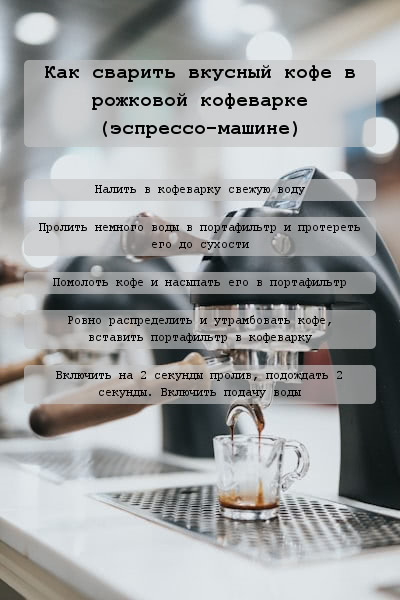 Как сварить вкусный кофе в
рожковой кофеварке
(эспрессо-машине)
Налить в кофеварку свежую воду
Пролить немного воды в портафильтр и протереть
его до сухости
Помолоть кофе и насыпать его в портафильтр
Ровно распределить и утрамбовать кофе,
вставить портафильтр в кофеварку
Включить на 2 секунды пролив, подождать 2
секунды. Включить подачу воды